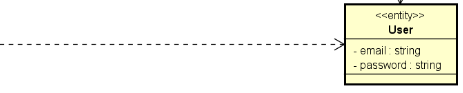 <<entity>>
User
- email : string
- password : string